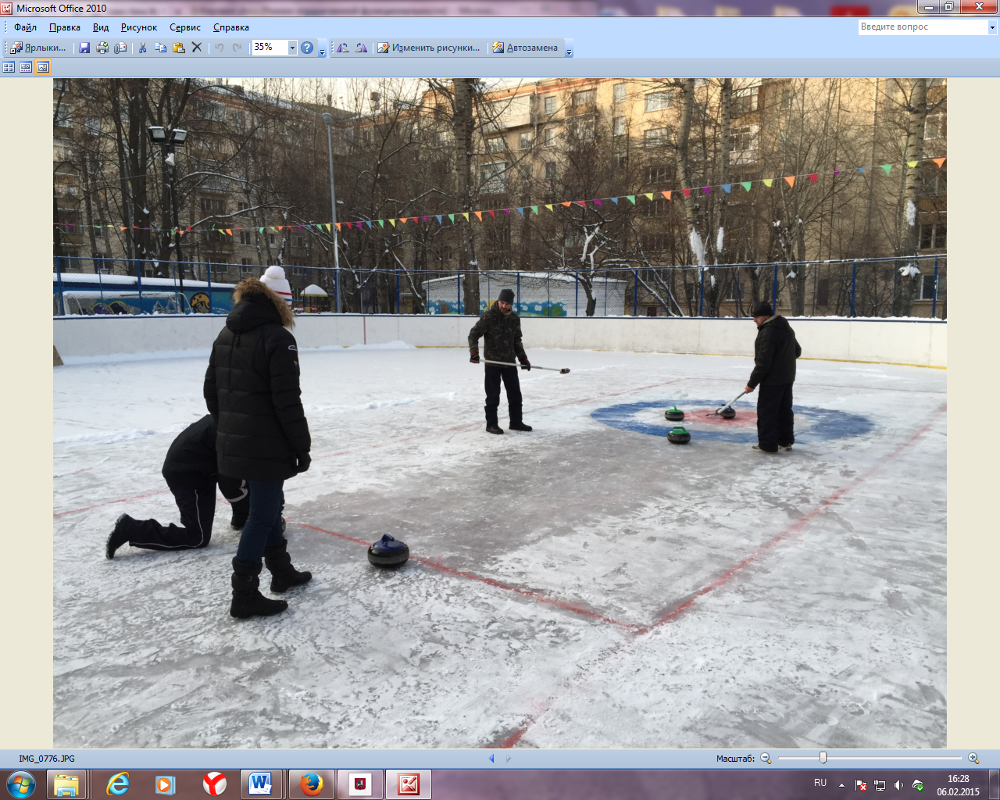 Microsoft Office 2010
Файл Правка Вид Рисунок Сервис Справка
Введите вопрос
Ярлыки... 35% Изменить рисунки... Автозамена
IMG_0776.JPG
Масштаб:
RU
16:28
06.02.2015